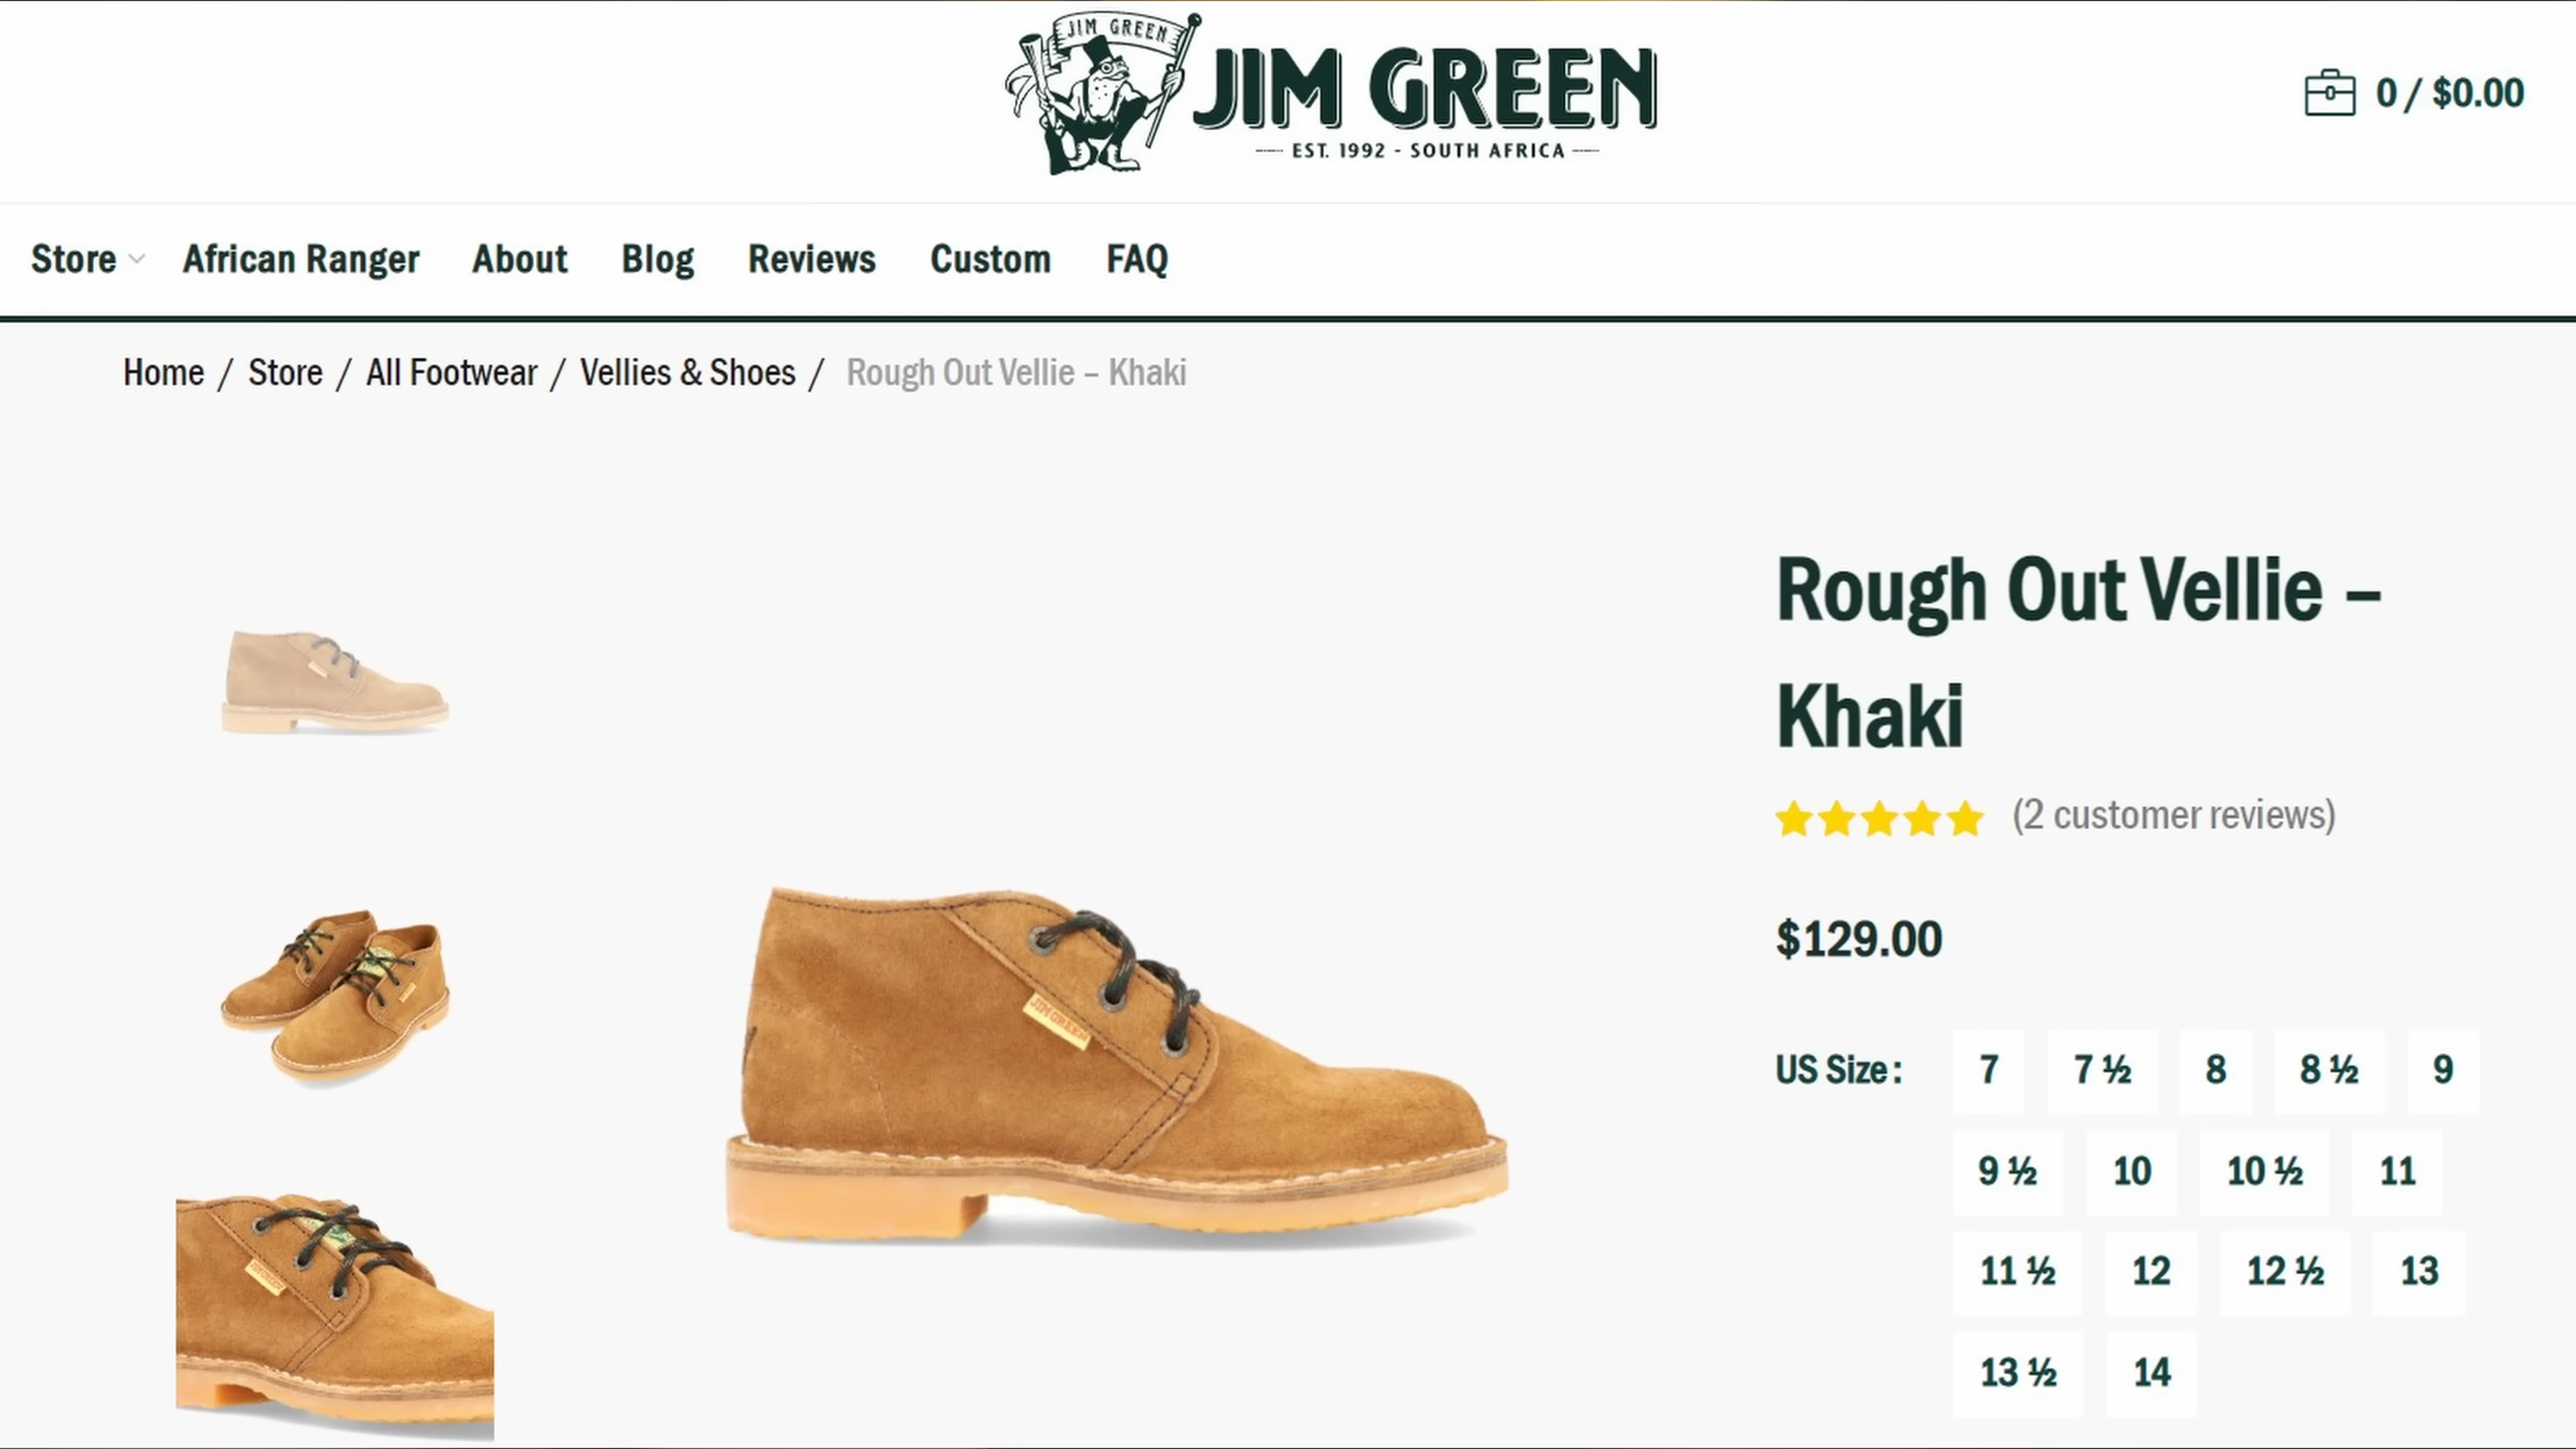 JIM GREEN
JIM GREEN
EST. 1992 - SOUTH AFRICA
0 / $0.00
Store African Ranger About Blog Reviews Custom FAQ
Home / Store / All Footwear / Vellies & Shoes / Rough Out Vellie – Khaki
Rough Out Vellie –
Khaki
(2 customer reviews)
$129.00
JIM GREEN
US Size :
7 7 ½ 8 8 ½ 9
9 ½ 10 10 ½ 11
11 ½ 12 12 ½ 13
13 ½ 14